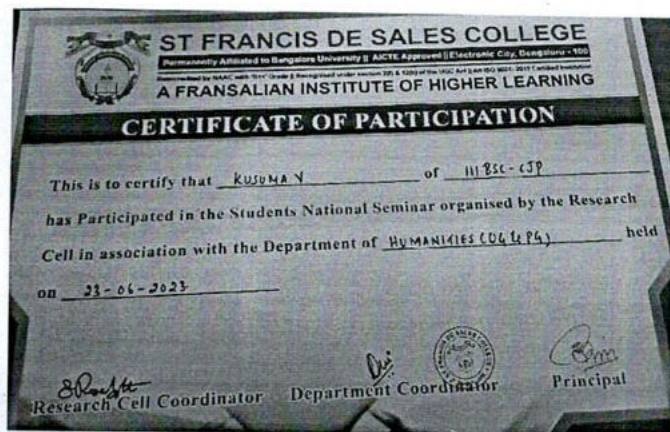 ST FRANCIS DE SALES COLLEGE
Permanently Affiliated to Bangalore University || AICTE Approved || Electronic City, Bengaluru - 100
A FRANSALIAN INSTITUTE OF HIGHER LEARNING
CERTIFICATE OF PARTICIPATION
This is to certify that KUSUMA V of III BSC-CJP
has Participated in the Students National Seminar organised by the Research
Cell in association with the Department of HUMANITIES (UG & PG) held
on 23-06-2023
Research Cell Coordinator Department Coordinator Principal